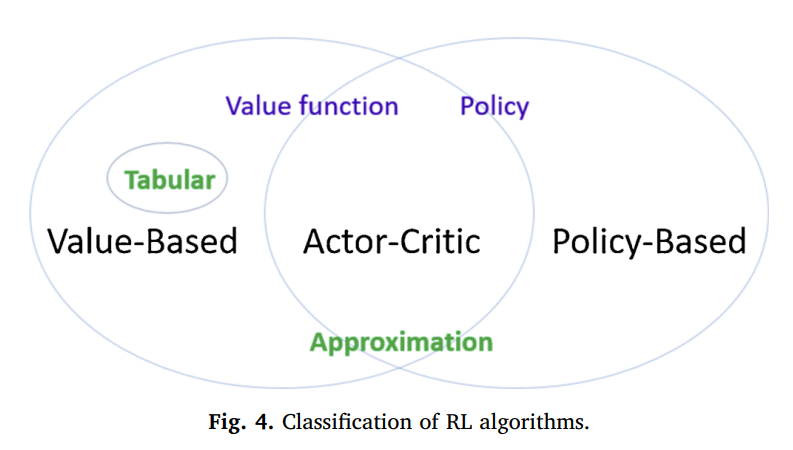 Value function Policy
Tabular
Value-Based Actor-Critic Policy-Based
Approximation
Fig. 4. Classification of RL algorithms.